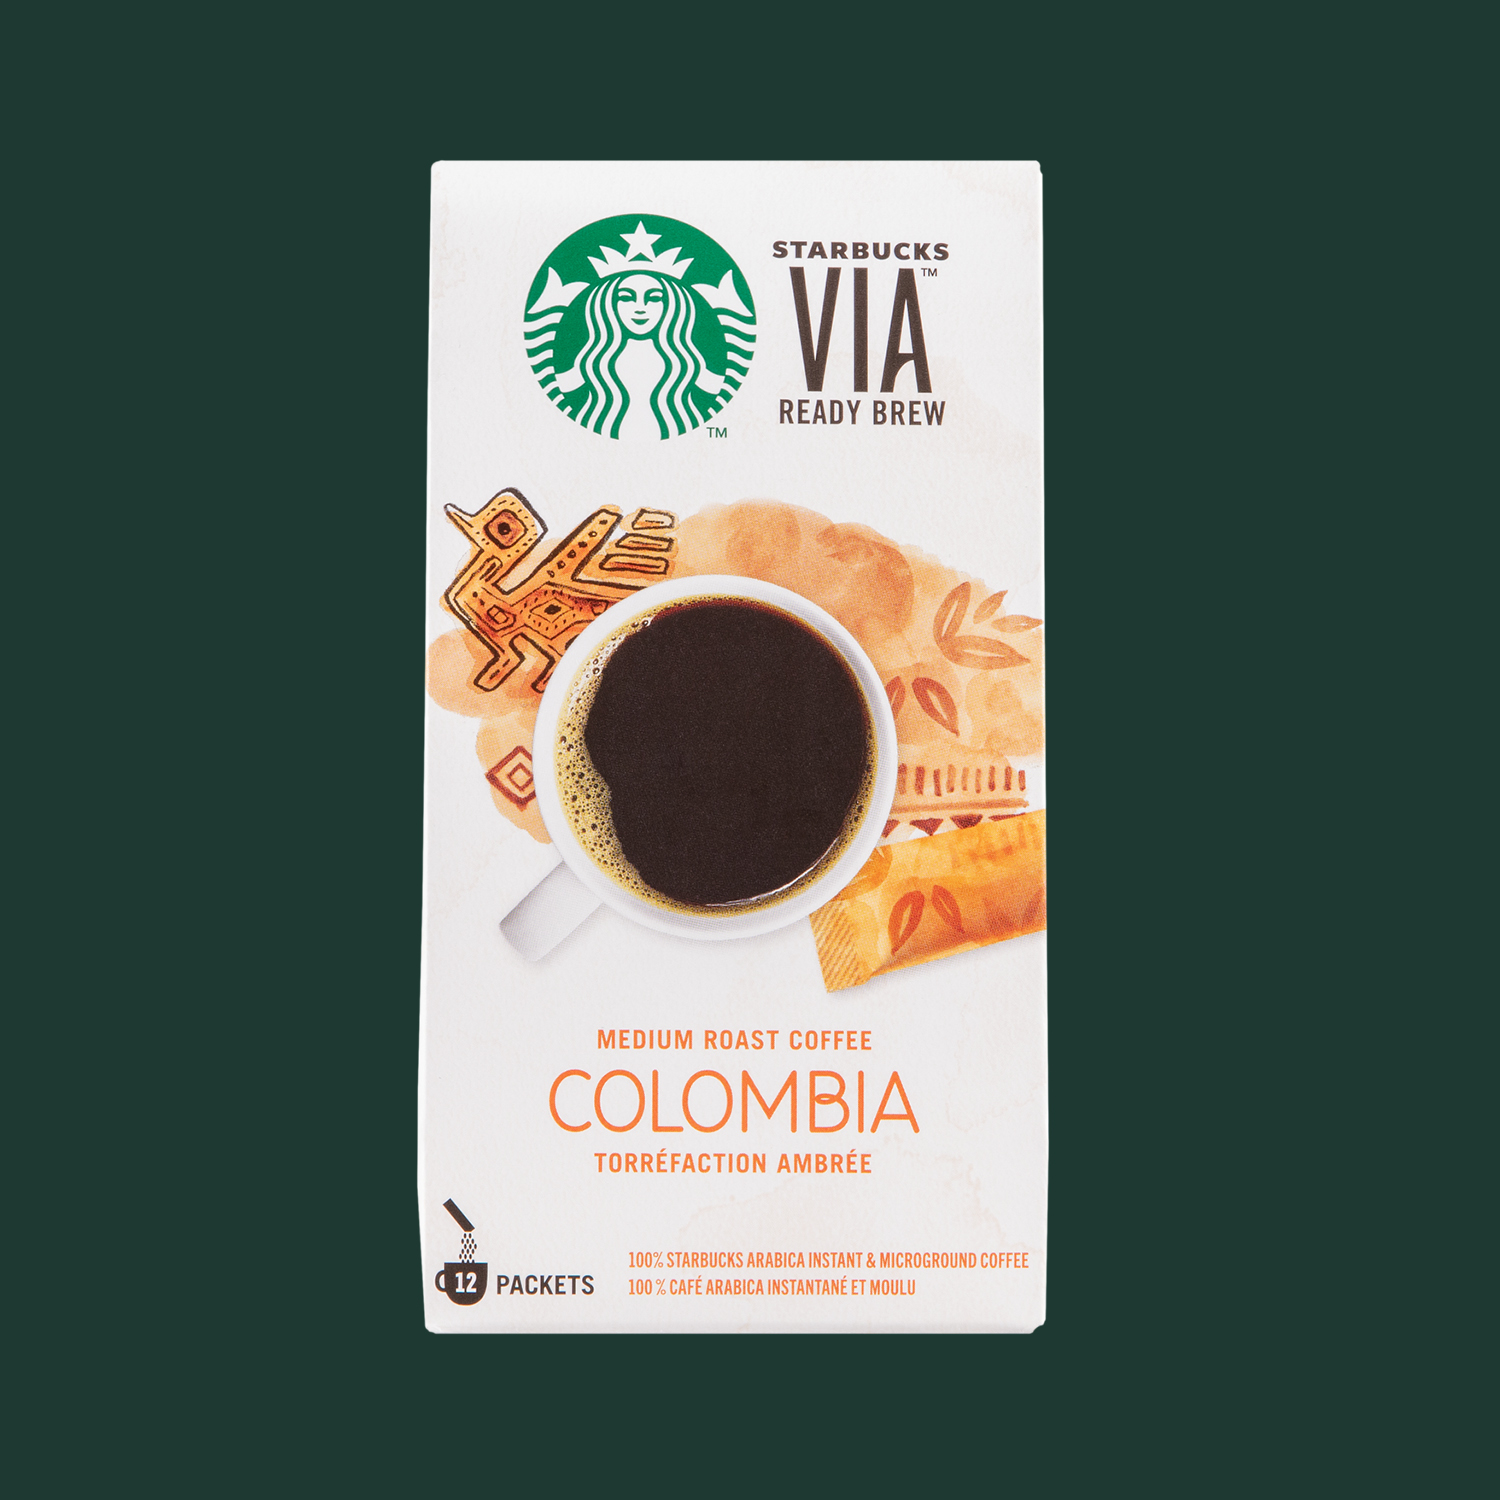 STARBUCKS
VIA™
READY BREW
TM
MEDIUM ROAST COFFEE
COLOMBIA
TORRÉFACTION AMBRÉE
12 PACKETS
100% STARBUCKS ARABICA INSTANT & MICROGROUND COFFEE
100 % CAFÉ ARABICA INSTANTANÉ ET MOULU